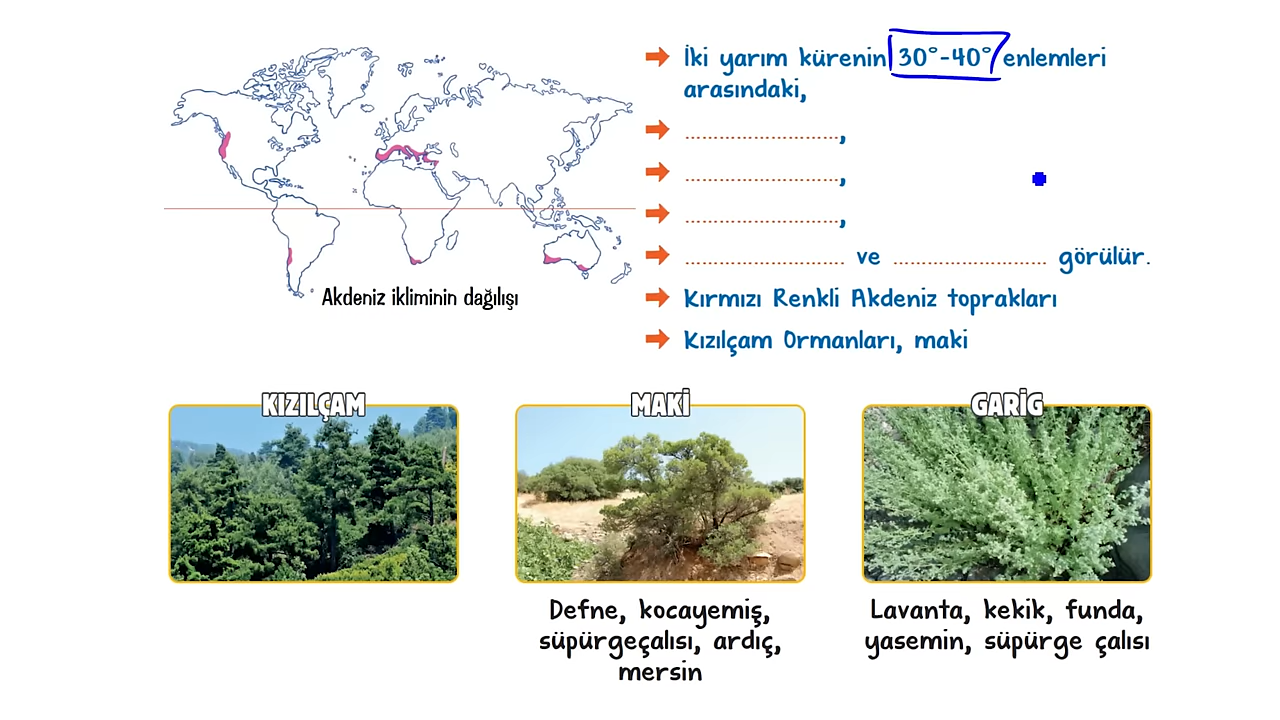 İki yarım kürenin 30°-40° enlemleri
arasındaki,
..........................,
..........................,
..........................,
........................... ve .......................... görülür.
Kırmızı Renkli Akdeniz toprakları
Kızılçam Ormanları, maki
Akdeniz ikliminin dağılışı
KIZILÇAM
MAKİ
Defne, kocayemiş,
süpürgeçalısı, ardıç,
mersin
GARİG
Lavanta, kekik, funda,
yasemin, süpürge çalısı